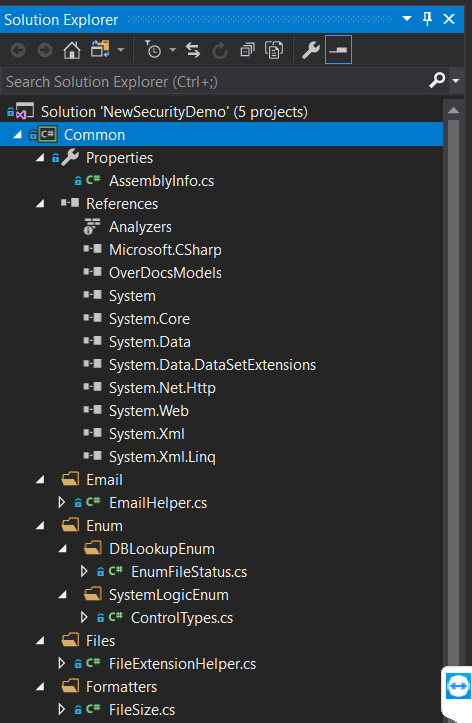 Solution Explorer
Search Solution Explorer (Ctrl+;)
Solution 'NewSecurityDemo' (5 projects)
C# Common
Properties
C# AssemblyInfo.cs
References
Analyzers
Microsoft.CSharp
OverDocsModels
System
System.Core
System.Data
System.Data.DataSetExtensions
System.Net.Http
System.Web
System.Xml
System.Xml.Linq
Email
C# EmailHelper.cs
Enum
DBLookupEnum
C# EnumFileStatus.cs
SystemLogicEnum
C# ControlTypes.cs
Files
C# FileExtensionHelper.cs
Formatters
C# FileSize.cs